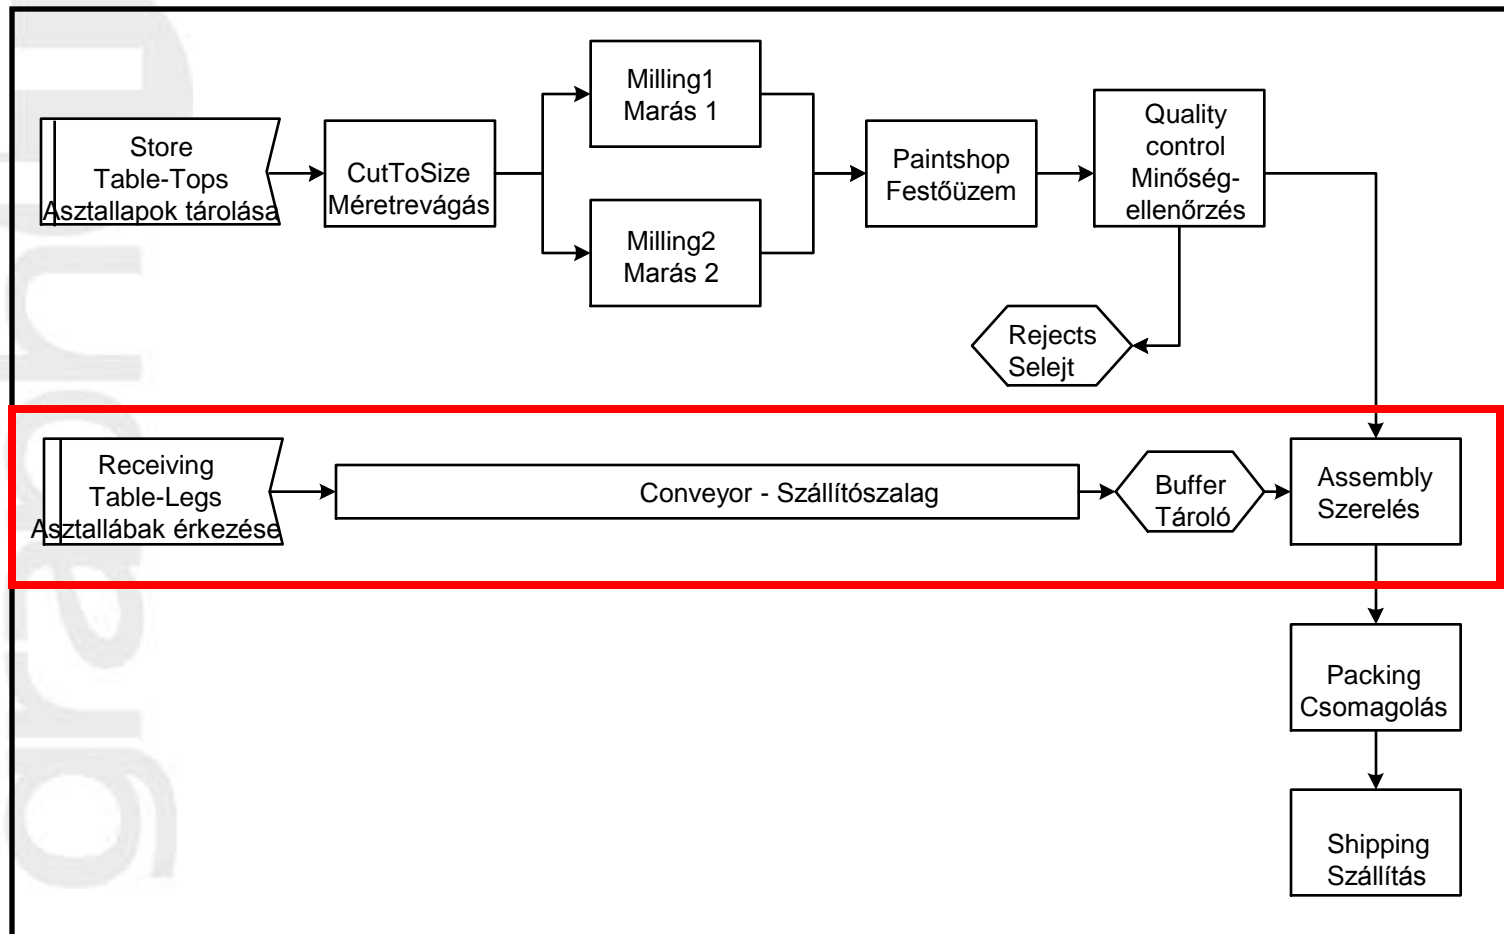 Store
Table-Tops
Asztallapok tárolása
CutToSize
Méretrevágás
Milling1
Marás 1
Milling2
Marás 2
Paintshop
Festőüzem
Quality
control
Minőség-
ellenőrzés
Rejects
Selejt
Receiving
Table-Legs
Asztallábak érkezése
Conveyor - Szállítószalag
Buffer
Tároló
Assembly
Szerelés
Packing
Csomagolás
Shipping
Szállítás